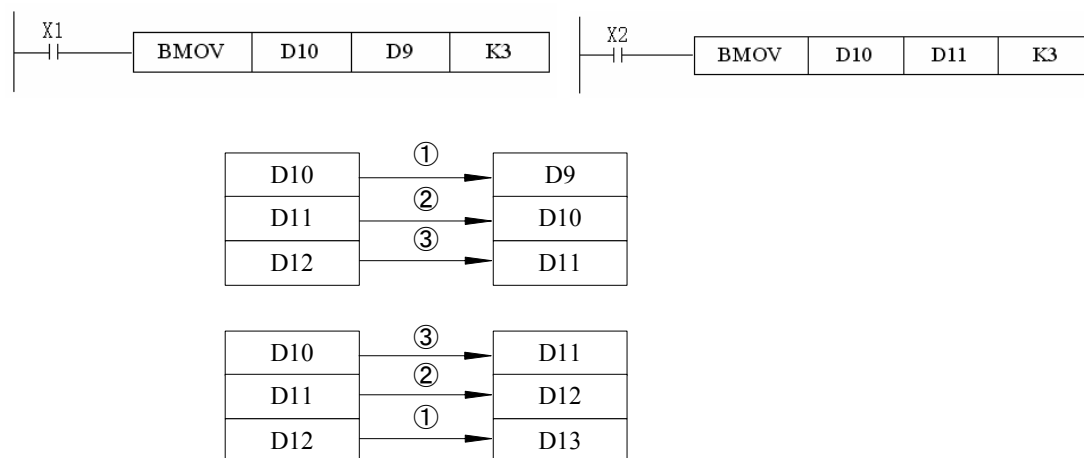 X1
BMOV D10 D9 K3
X2
BMOV D10 D11 K3
①
D10 D9
②
D11 D10
③
D12 D11
③
D10 D11
②
D11 D12
①
D12 D13